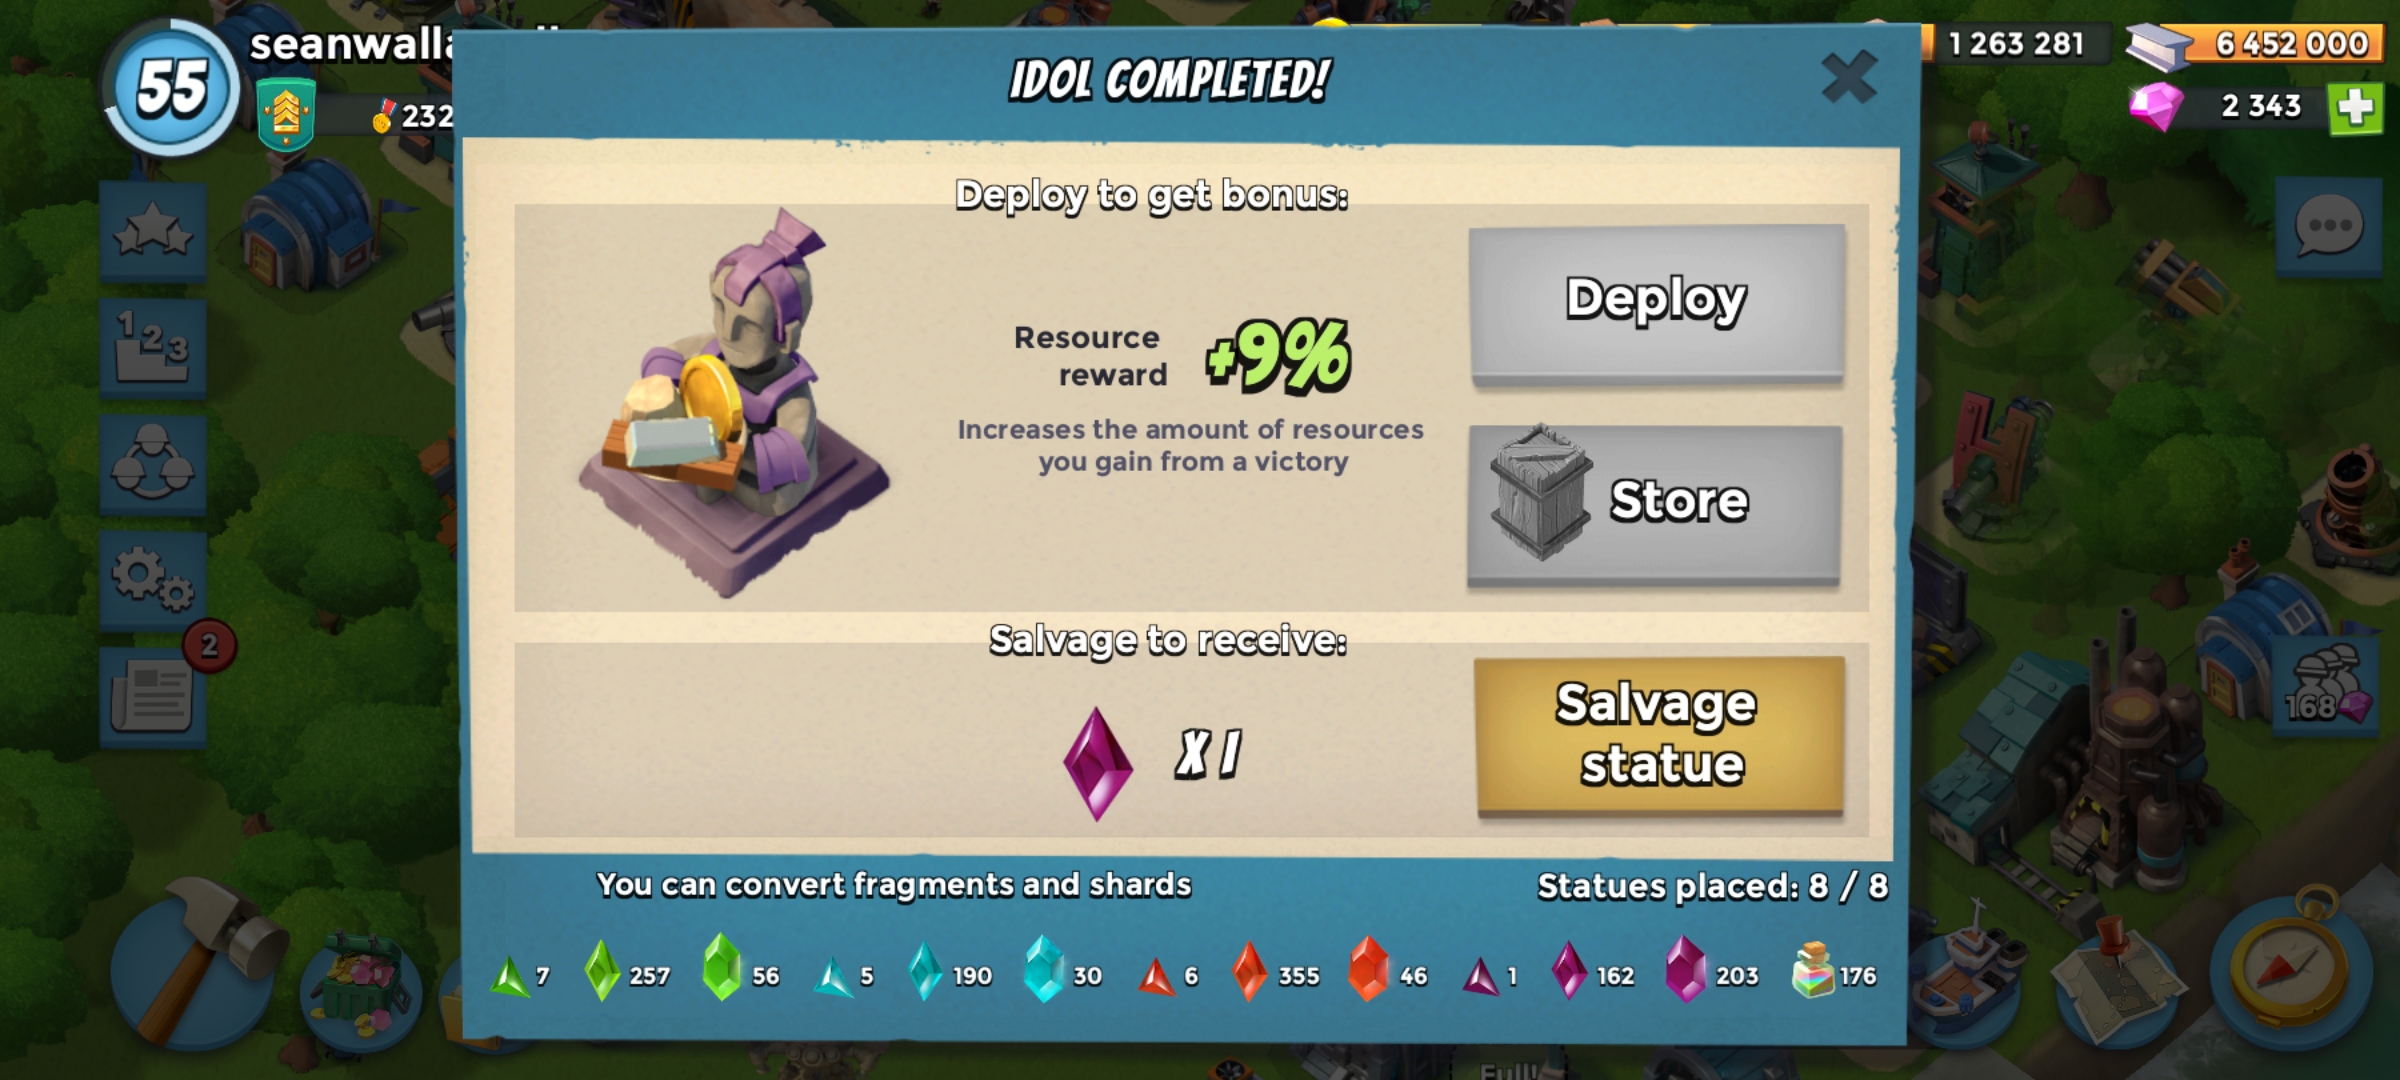 55
232
IDOL COMPLETED!
1 263 281
6 452 000
2 343
Deploy to get bonus:
Resource
reward
+9%
Increases the amount of resources
you gain from a victory
Deploy
Store
123
2
Salvage to receive:
X 1
Salvage
statue
168
You can convert fragments and shards
Statues placed: 8 / 8
7 257 56 5 190 30 6 355 46 1 162 203 176
Full!